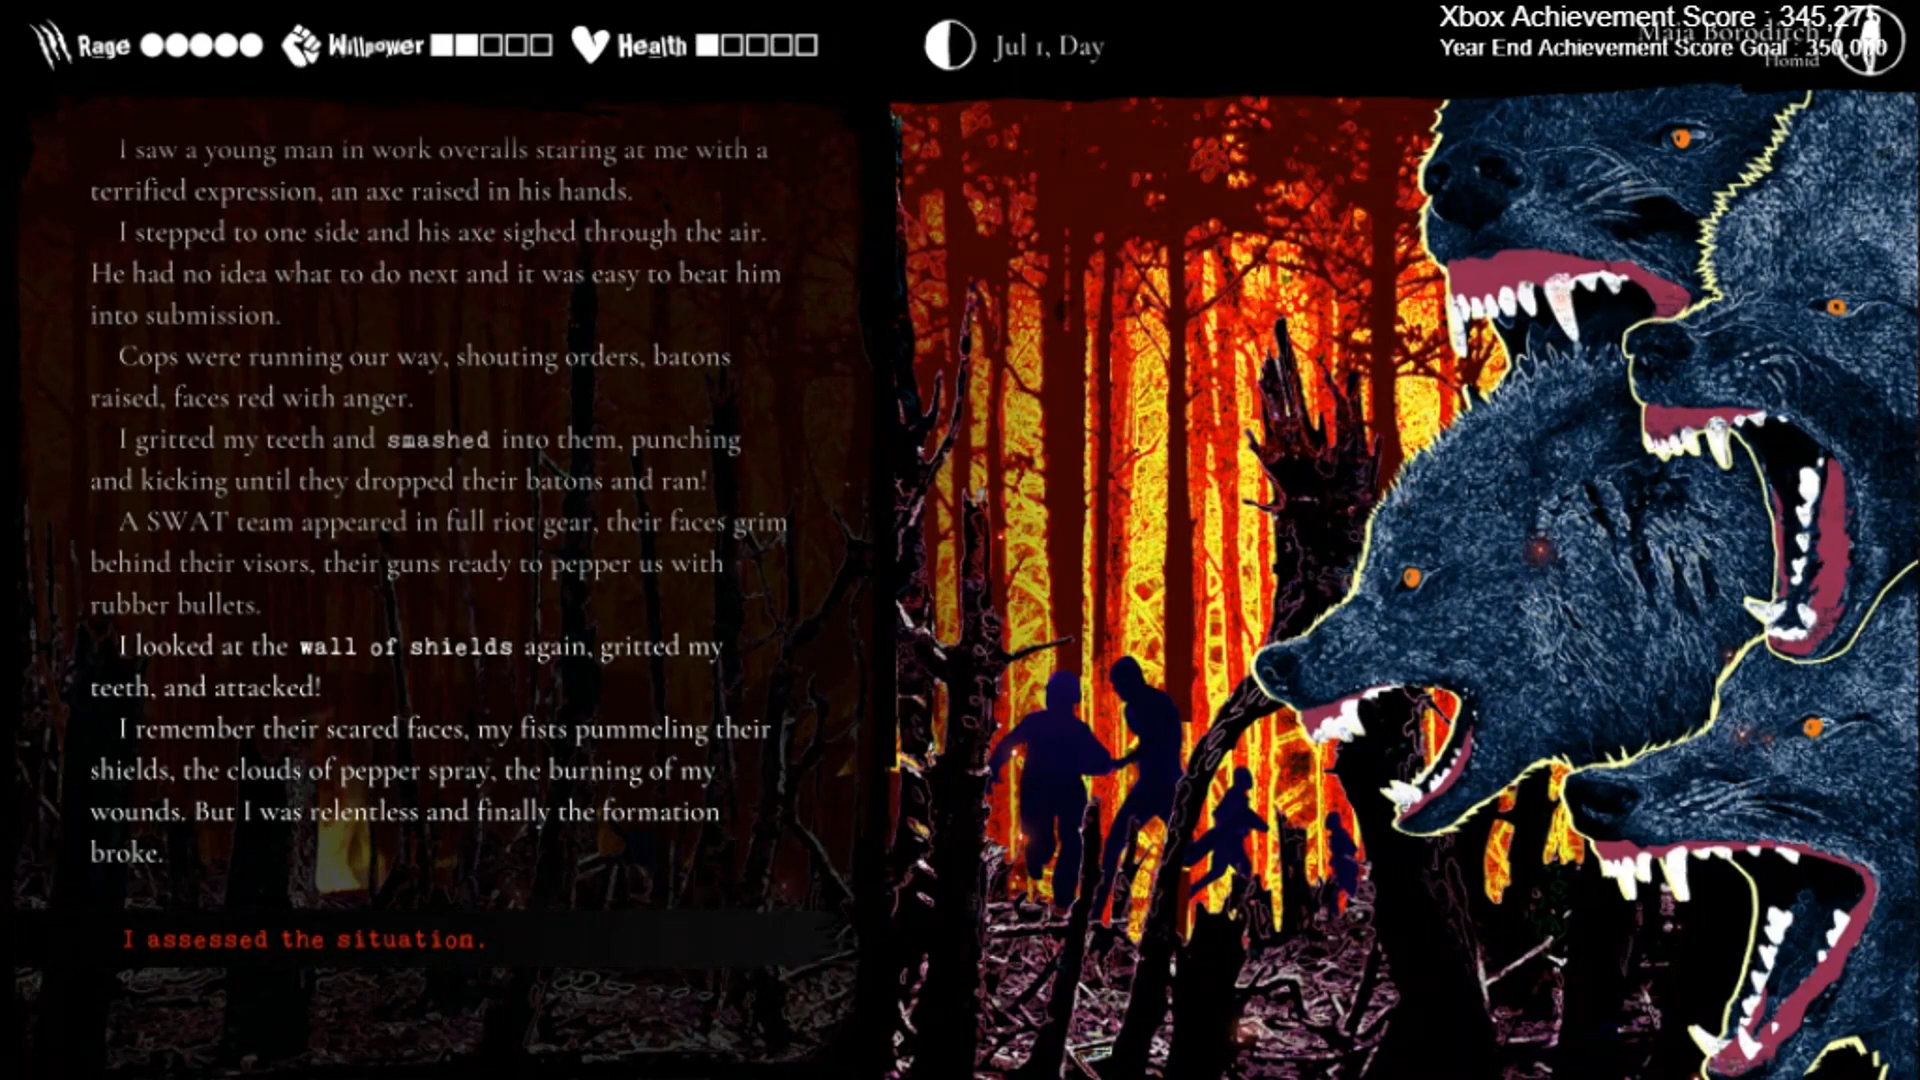 Rage
Willpower
Health
Jul 1, Day
Xbox Achievement Score : 345,275
Maia Boroditch
Year End Achievement Score Goal : 350,000
Homid
I saw a young man in work overalls staring at me with a
terrified expression, an axe raised in his hands.
I stepped to one side and his axe sighed through the air.
He had no idea what to do next and it was easy to beat him
into submission.
Cops were running our way, shouting orders, batons
raised, faces red with anger.
I gritted my teeth and smashed into them, punching
and kicking until they dropped their batons and ran!
A SWAT team appeared in full riot gear, their faces grim
behind their visors, their guns ready to pepper us with
rubber bullets.
I looked at the wall of shields again, gritted my
teeth, and attacked!
I remember their scared faces, my fists pummeling their
shields, the clouds of pepper spray, the burning of my
wounds. But I was relentless and finally the formation
broke.
I assessed the situation.